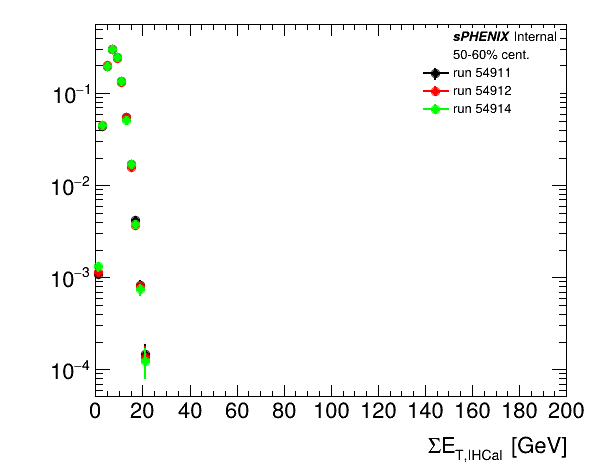 sPHENIX Internal
50-60% cent.
run 54911
run 54912
run 54914
10⁻¹
10⁻²
10⁻³
10⁻⁴
0 20 40 60 80 100 120 140 160 180 200
ΣE_T,IHCal [GeV]